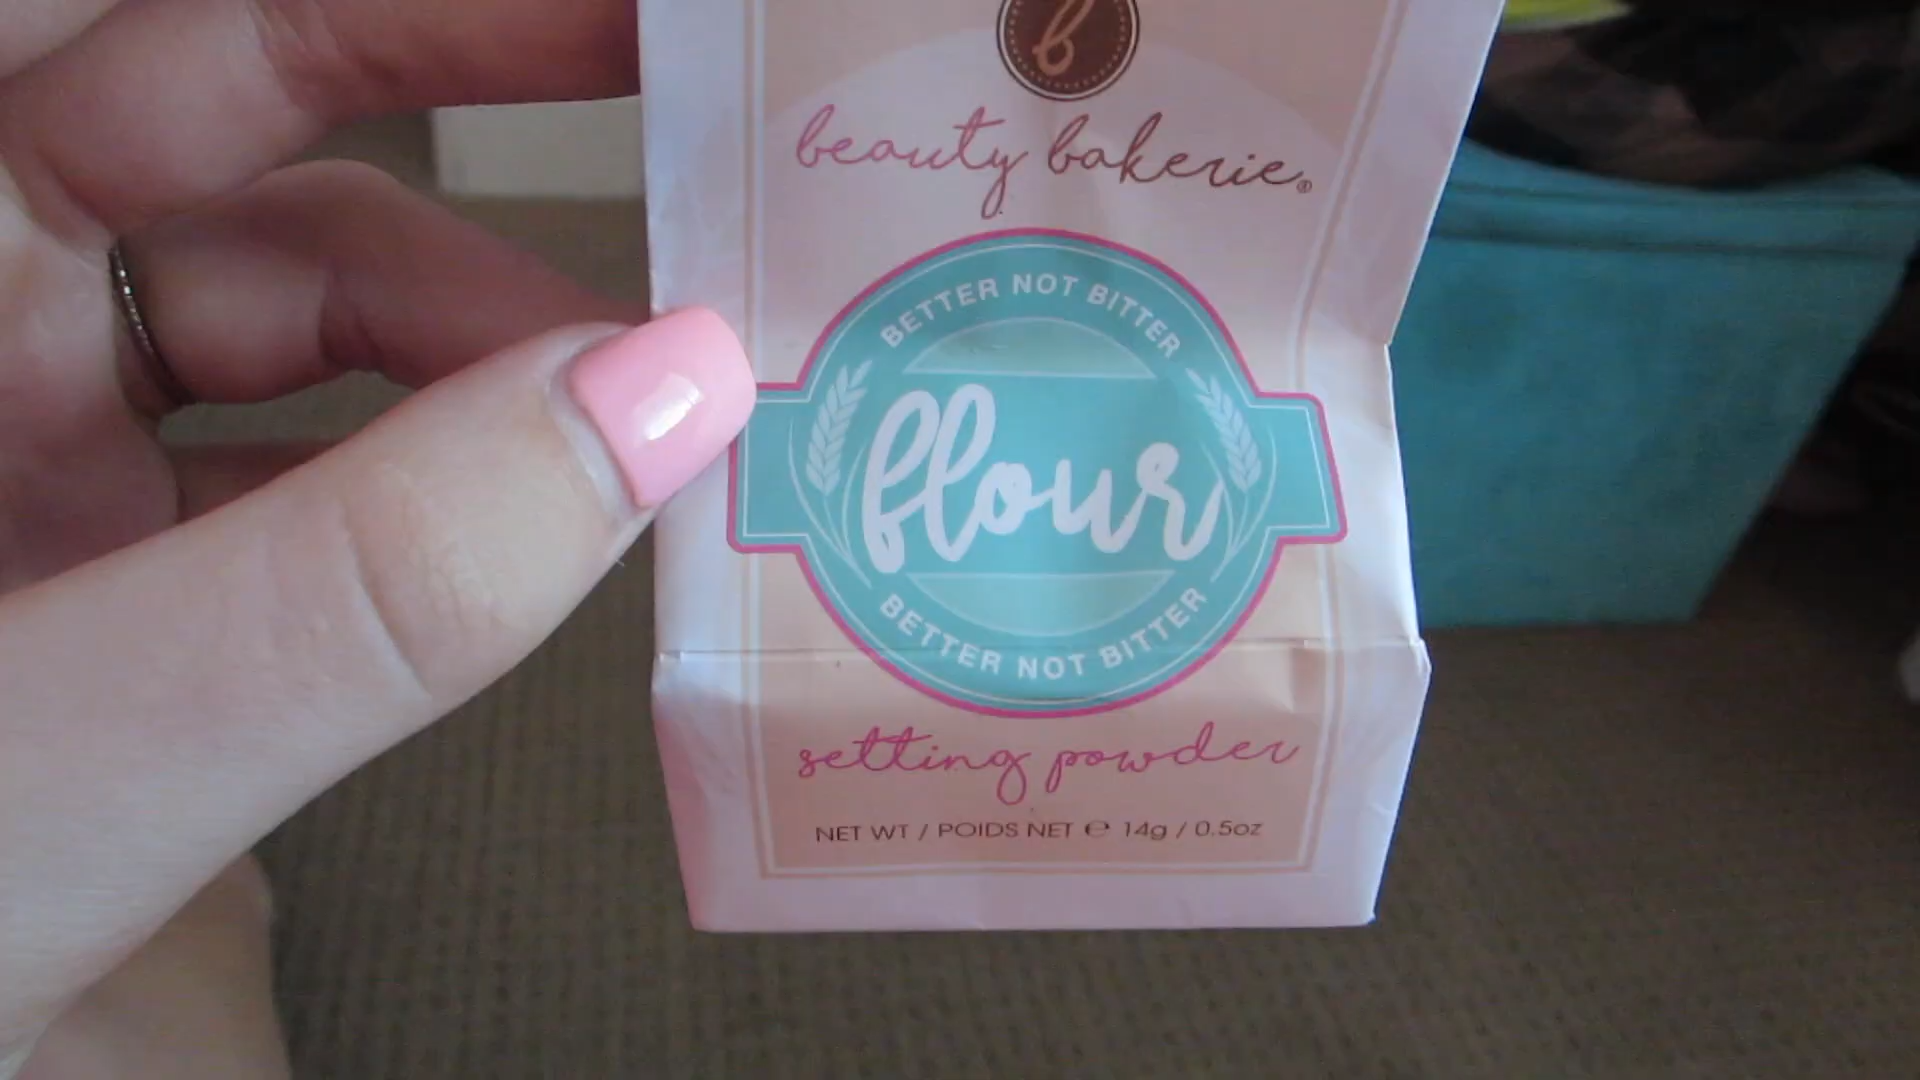 b
beauty bakerie®
BETTER NOT BITTER
flour
BETTER NOT BITTER
setting powder
NET WT / POIDS NET ℮ 14g / 0.5oz